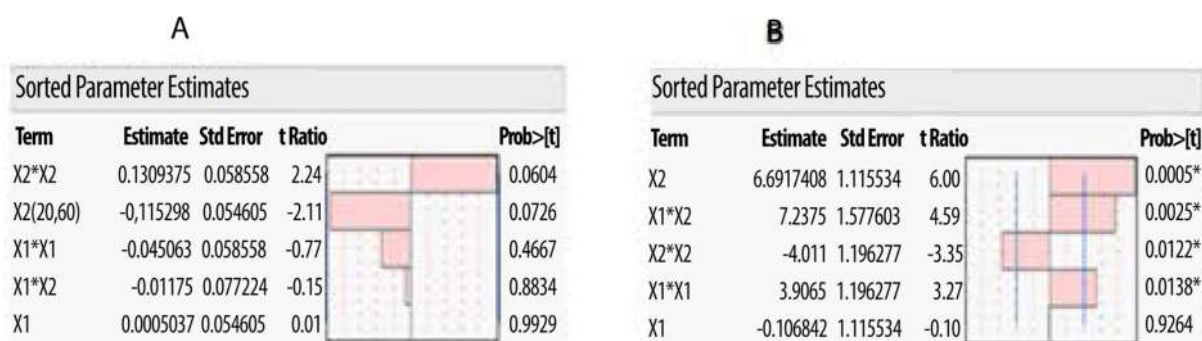 A
Sorted Parameter Estimates
Term Estimate Std Error t Ratio Prob>[t]
X2*X2 0.1309375 0.058558 2.24 0.0604
X2(20,60) -0,115298 0.054605 -2.11 0.0726
X1*X1 -0.045063 0.058558 -0.77 0.4667
X1*X2 -0.01175 0.077224 -0.15 0.8834
X1 0.0005037 0.054605 0.01 0.9929
B
Sorted Parameter Estimates
Term Estimate Std Error t Ratio Prob>[t]
X2 6.6917408 1.115534 6.00 0.0005*
X1*X2 7.2375 1.577603 4.59 0.0025*
X2*X2 -4.011 1.196277 -3.35 0.0122*
X1*X1 3.9065 1.196277 3.27 0.0138*
X1 -0.106842 1.115534 -0.10 0.9264